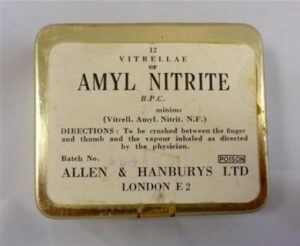 12
VITRELLAE
OF
AMYL NITRITE
B.P.C.
minims
(Vitrell. Amyl. Nitrit. N.F.)
DIRECTIONS: To be crushed between the finger
and thumb and the vapour inhaled as directed
by the physician.
Batch No. POISON
ALLEN & HANBURYS LTD
LONDON E 2